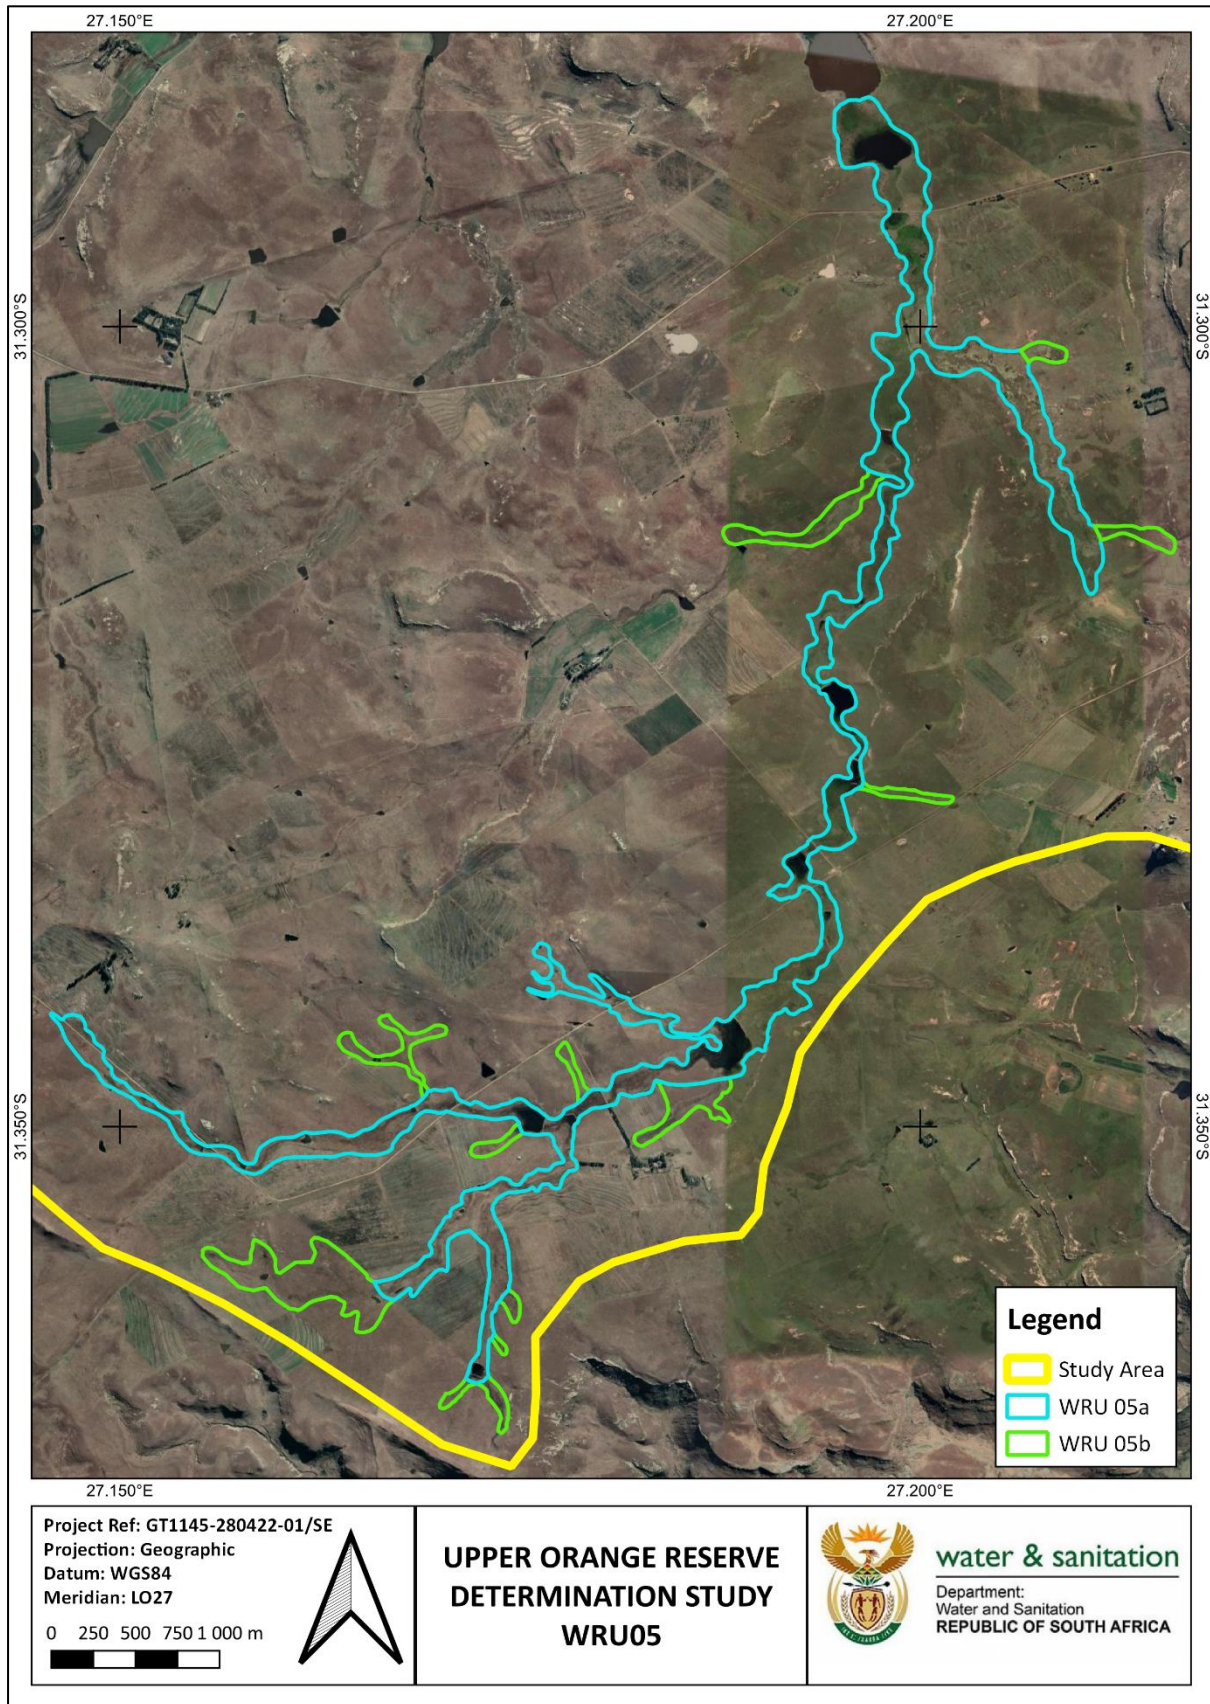 27.150°E
27.200°E
31.300°S
31.300°S
31.350°S
31.350°S
Legend
Study Area
WRU 05a
WRU 05b
27.150°E
27.200°E
Project Ref: GT1145-280422-01/SE
Projection: Geographic
Datum: WGS84
Meridian: LO27
0 250 500 750 1 000 m
UPPER ORANGE RESERVE
DETERMINATION STUDY
WRU05
water & sanitation
Department:
Water and Sanitation
REPUBLIC OF SOUTH AFRICA